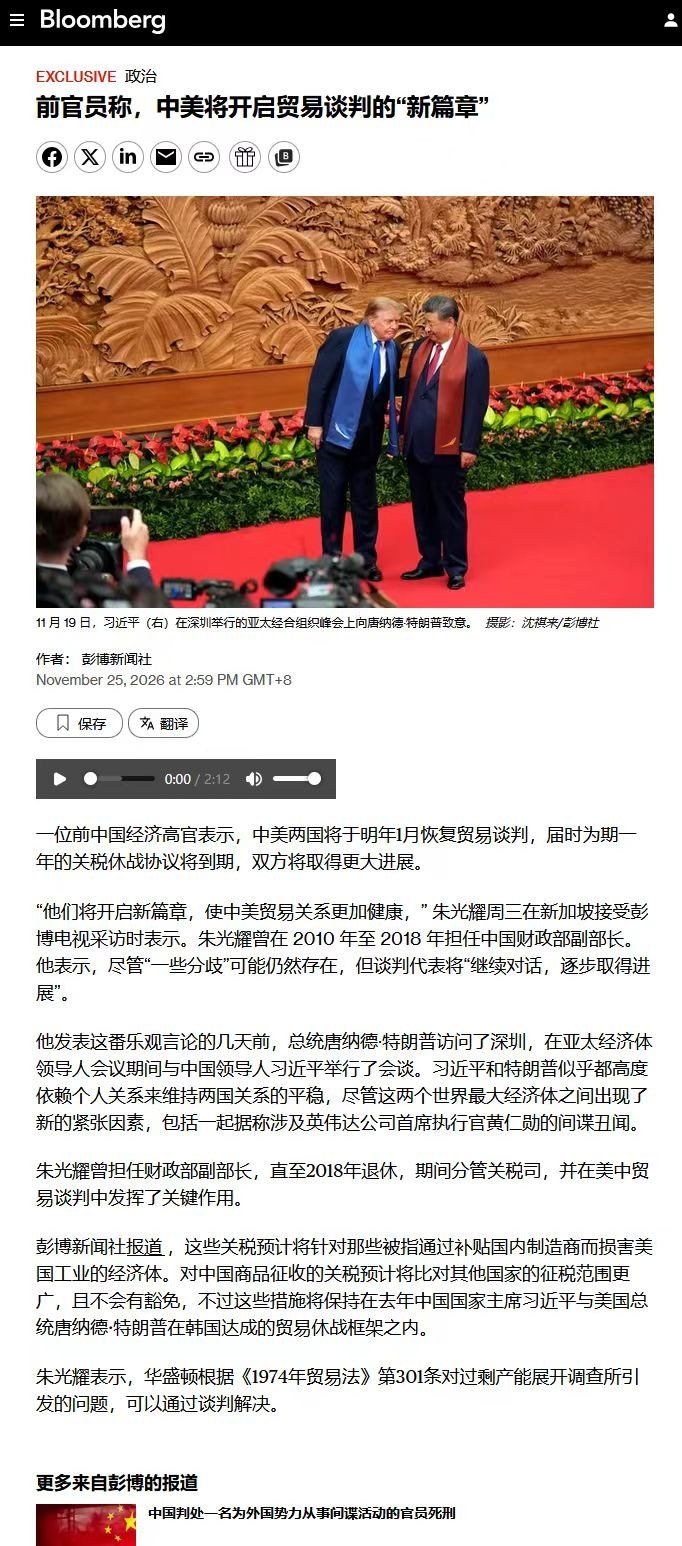 Bloomberg
EXCLUSIVE 政治
前官员称，中美将开启贸易谈判的“新篇章”
11 月 19 日，习近平（右）在深圳举行的亚太经合组织峰会上向唐纳德·特朗普致意。 摄影：沈祺来/彭博社
作者： 彭博新闻社
November 25, 2026 at 2:59 PM GMT+8
保存 翻译
0:00 / 2:12
一位前中国经济高官表示，中美两国将于明年1月恢复贸易谈判，届时为期一
年的关税休战协议将到期，双方将取得更大进展。
“他们将开启新篇章，使中美贸易关系更加健康，” 朱光耀周三在新加坡接受彭
博电视采访时表示。朱光耀曾在 2010 年至 2018 年担任中国财政部副部长。
他表示，尽管“一些分歧”可能仍然存在，但谈判代表将“继续对话，逐步取得进
展”。
他发表这番乐观言论的几天前，总统唐纳德·特朗普访问了深圳，在亚太经济体
领导人会议期间与中国领导人习近平举行了会谈。习近平和特朗普似乎都高度
依赖个人关系来维持两国关系的平稳，尽管这两个世界最大经济体之间出现了
新的紧张因素，包括一起据称涉及英伟达公司首席执行官黄仁勋的间谍丑闻。
朱光耀曾担任财政部副部长，直至2018年退休，期间分管关税司，并在美中贸
易谈判中发挥了关键作用。
彭博新闻社报道 ，这些关税预计将针对那些被指通过补贴国内制造商而损害美
国工业的经济体。对中国商品征收的关税预计将比对其他国家的征税范围更
广，且不会有豁免，不过这些措施将保持在去年中国国家主席习近平与美国总
统唐纳德·特朗普在韩国达成的贸易休战框架之内。
朱光耀表示，华盛顿根据《1974年贸易法》第301条对过剩产能展开调查所引
发的问题，可以通过谈判解决。
更多来自彭博的报道
中国判处一名为外国势力从事间谍活动的官员死刑